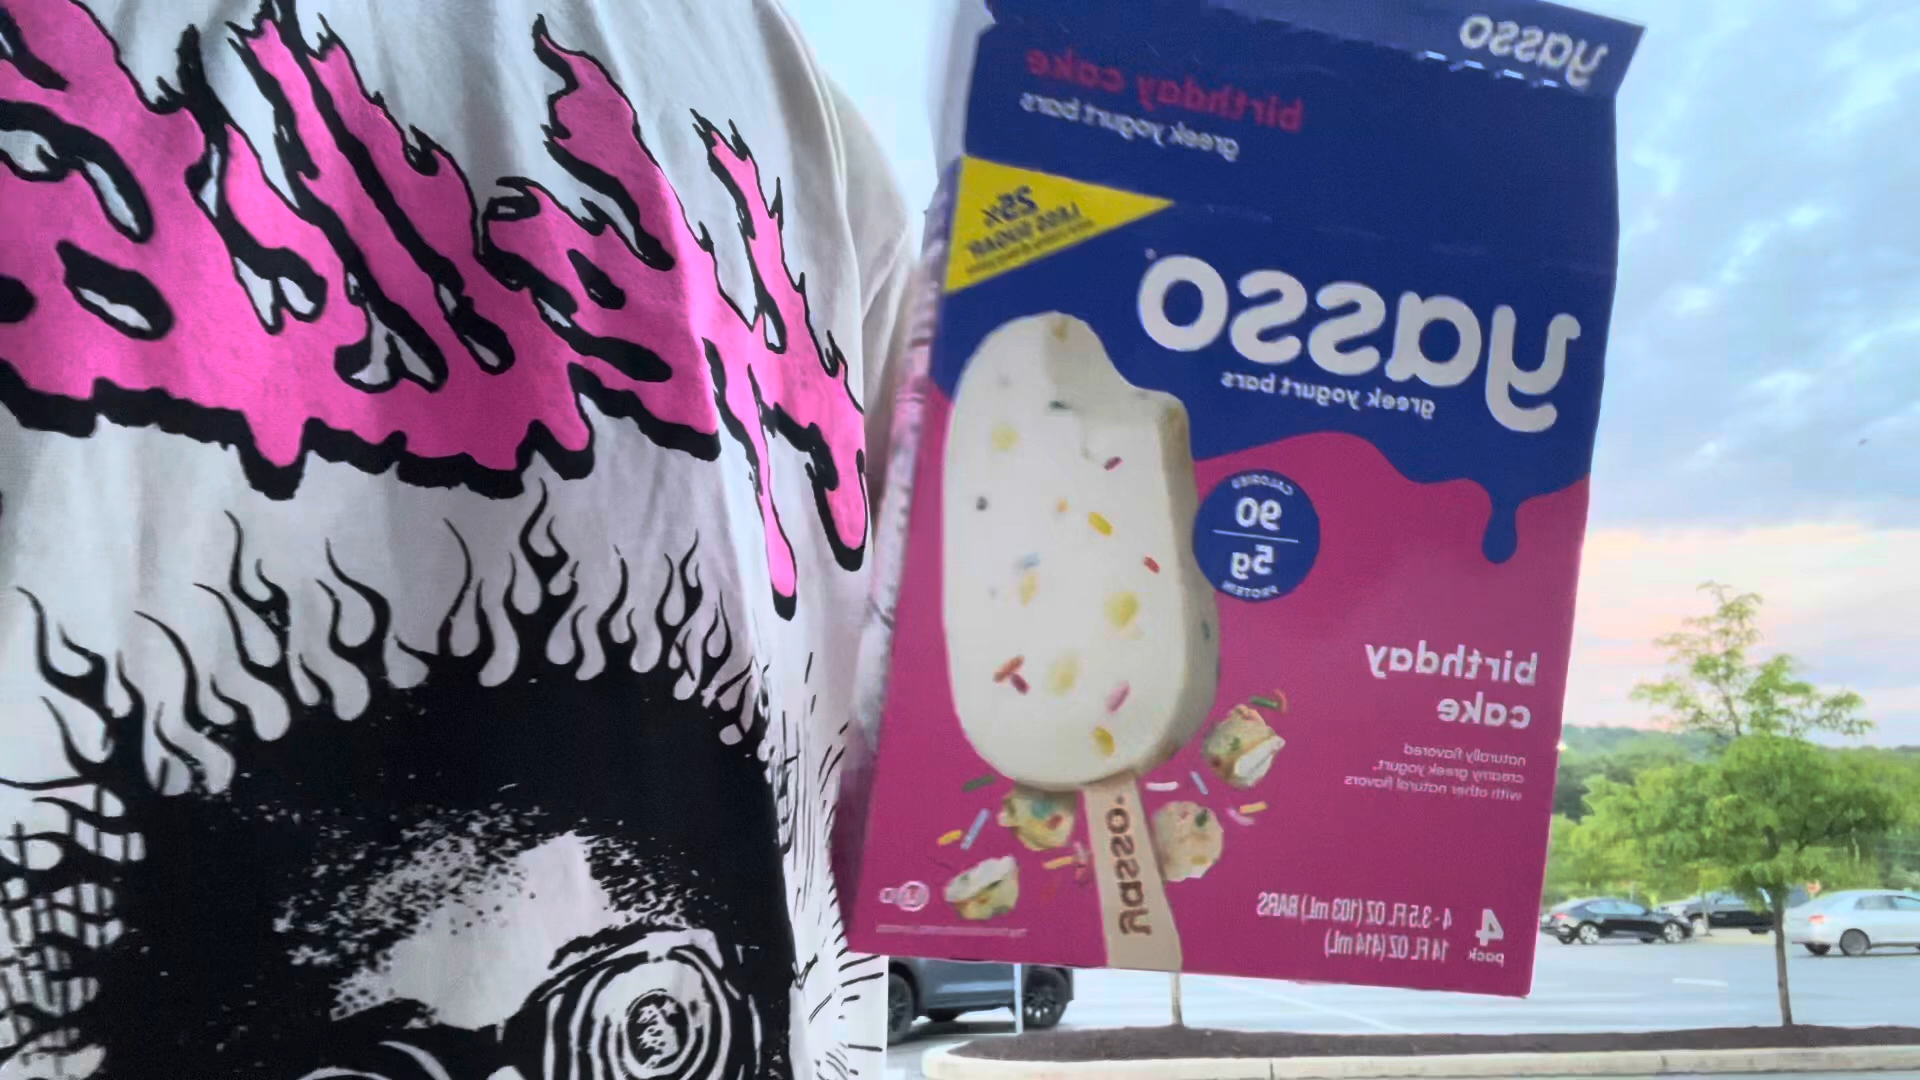 yasso
birthday cake
greek yogurt bars
25%
LESS SUGAR
yasso
greek yogurt bars
CALORIES
90
5g
PROTEIN
birthday
cake
naturally flavored
creamy greek yogurt,
with other natural flavors
yasso
4
pack
4-3.5 FL OZ (103 mL) BARS
14 FL OZ (414 mL)